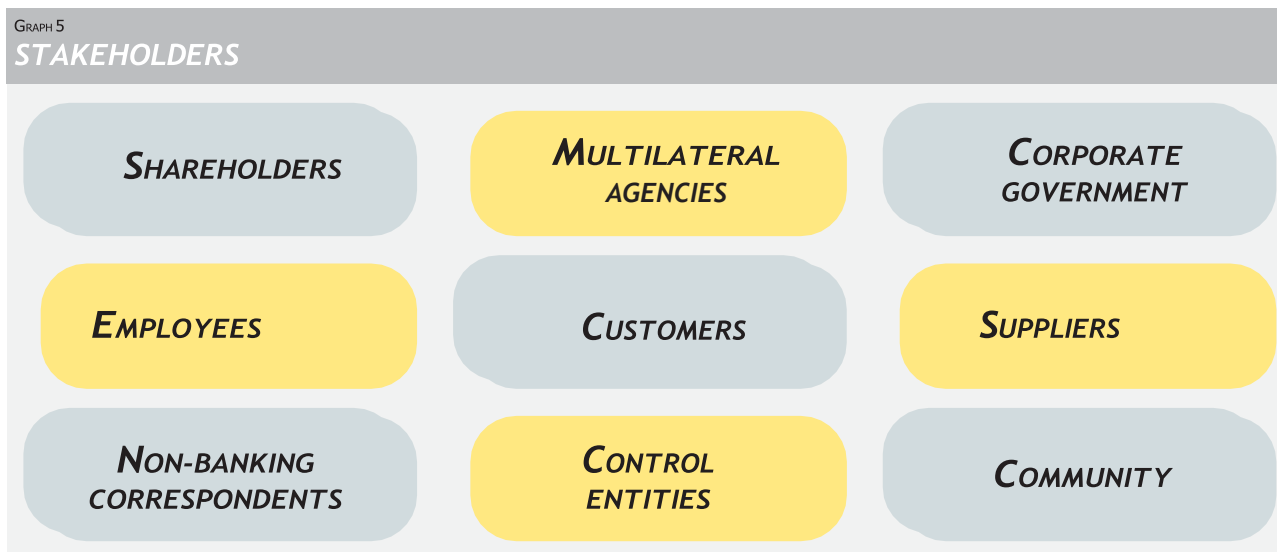 Graph 5
STAKEHOLDERS
Shareholders
Multilateral
agencies
Corporate
government
Employees
Customers
Suppliers
Non-banking
correspondents
Control
entities
Community